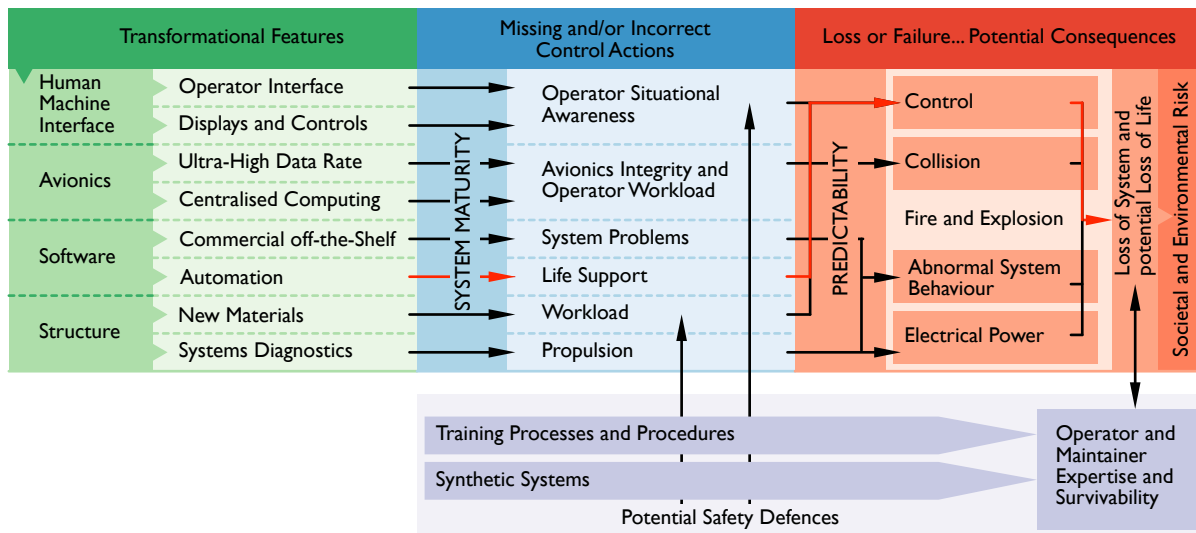 Transformational Features
Missing and/or Incorrect
Control Actions
Loss or Failure... Potential Consequences
Human
Machine
Interface
Operator Interface
Displays and Controls
Avionics
Ultra-High Data Rate
Centralised Computing
Software
Commercial off-the-Shelf
Automation
Structure
New Materials
Systems Diagnostics
SYSTEM MATURITY
Operator Situational
Awareness
Avionics Integrity and
Operator Workload
System Problems
Life Support
Workload
Propulsion
PREDICTABILITY
Control
Collision
Fire and Explosion
Abnormal System
Behaviour
Electrical Power
Loss of System and
potential Loss of Life
Societal and Environmental Risk
Training Processes and Procedures
Synthetic Systems
Potential Safety Defences
Operator and
Maintainer
Expertise and
Survivability